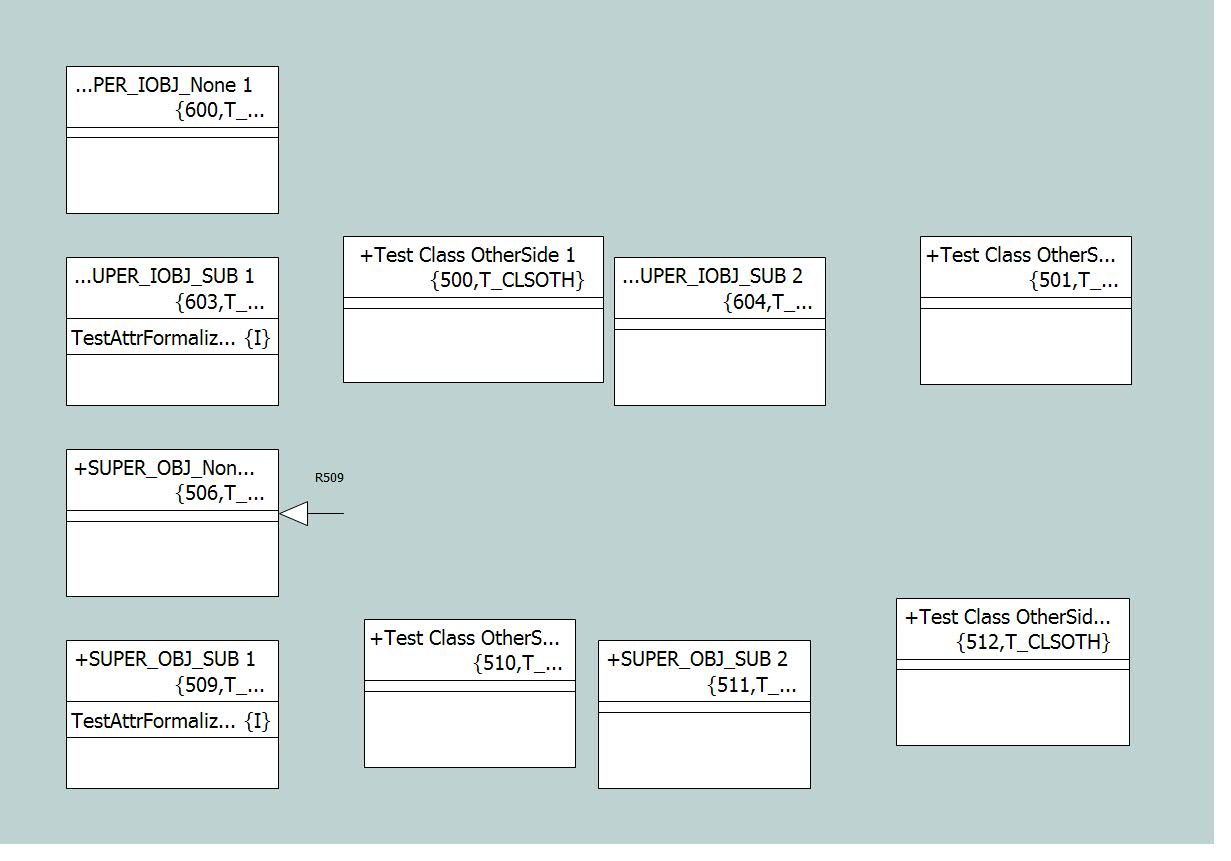 ...PER_IOBJ_None 1
{600,T_...
...UPER_IOBJ_SUB 1
{603,T_...
TestAttrFormaliz... {I}
+Test Class OtherSide 1
{500,T_CLSOTH}
...UPER_IOBJ_SUB 2
{604,T_...
+Test Class OtherS...
{501,T_...
+SUPER_OBJ_Non...
{506,T_...
R509
+SUPER_OBJ_SUB 1
{509,T_...
TestAttrFormaliz... {I}
+Test Class OtherS...
{510,T_...
+SUPER_OBJ_SUB 2
{511,T_...
+Test Class OtherSid...
{512,T_CLSOTH}